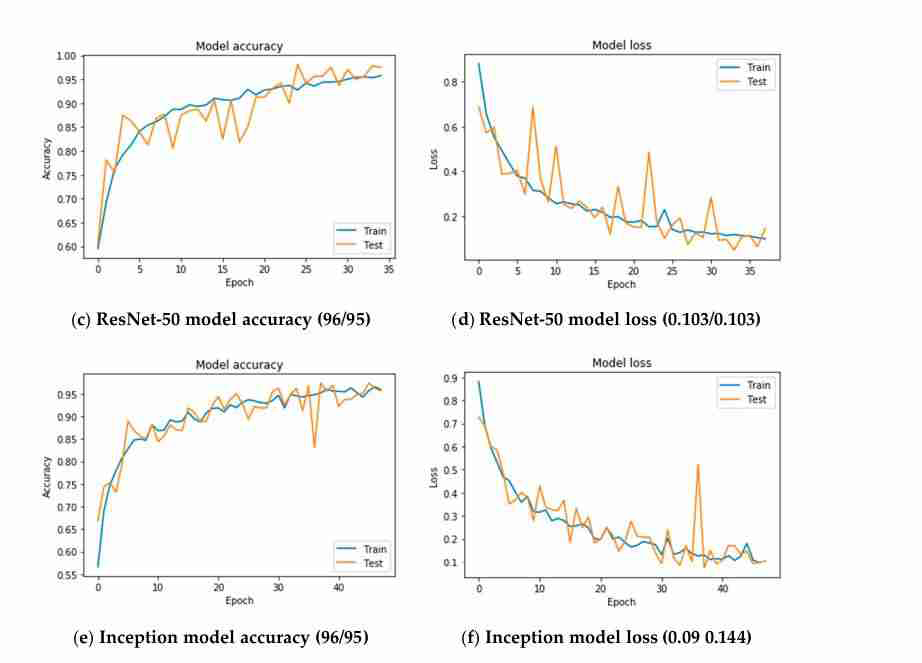 Model accuracy
1.00
0.95
0.90
0.85
0.80
0.75
0.70
0.65
0.60
Accuracy
0 5 10 15 20 25 30 35
Epoch
Train
Test
Model loss
0.8
0.6
0.4
0.2
Loss
0 5 10 15 20 25 30 35
Epoch
Train
Test
(c) ResNet-50 model accuracy (96/95)
(d) ResNet-50 model loss (0.103/0.103)
Model accuracy
0.95
0.90
0.85
0.80
0.75
0.70
0.65
0.60
0.55
Accuracy
0 10 20 30 40
Epoch
Train
Test
Model loss
0.9
0.8
0.7
0.6
0.5
0.4
0.3
0.2
0.1
Loss
0 10 20 30 40
Epoch
Train
Test
(e) Inception model accuracy (96/95)
(f) Inception model loss (0.09 0.144)